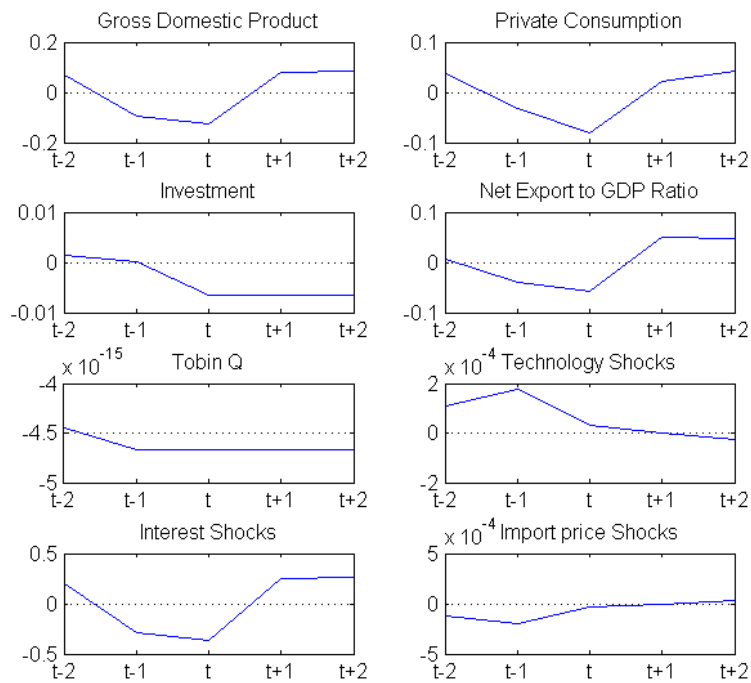 Gross Domestic Product
0.2
0
-0.2
t-2 t-1 t t+1 t+2
Private Consumption
0.1
0
-0.1
t-2 t-1 t t+1 t+2
Investment
0.01
0
-0.01
t-2 t-1 t t+1 t+2
Net Export to GDP Ratio
0.1
0
-0.1
t-2 t-1 t t+1 t+2
x 10^-15 Tobin Q
-4
-4.5
-5
t-2 t-1 t t+1 t+2
x 10^-4 Technology Shocks
2
0
-2
t-2 t-1 t t+1 t+2
Interest Shocks
0.5
0
-0.5
t-2 t-1 t t+1 t+2
x 10^-4 Import price Shocks
5
0
-5
t-2 t-1 t t+1 t+2